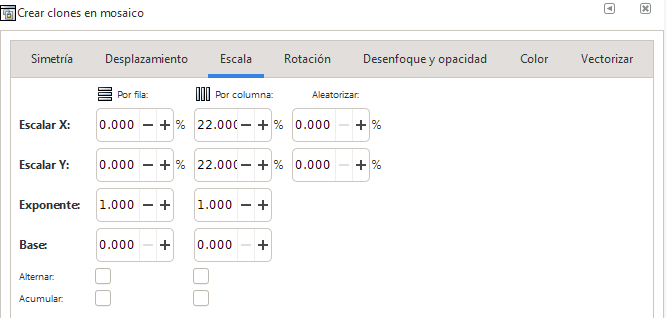 Crear clones en mosaico
Simetría Desplazamiento Escala Rotación Desenfoque y opacidad Color Vectorizar
Por fila: Por columna: Aleatorizar:
Escalar X: 0.000 − + % 22.000 − + % 0.000 − + %
Escalar Y: 0.000 − + % 22.000 − + % 0.000 − + %
Exponente: 1.000 − + 1.000 − +
Base: 0.000 − + 0.000 − +
Alternar:
Acumular: